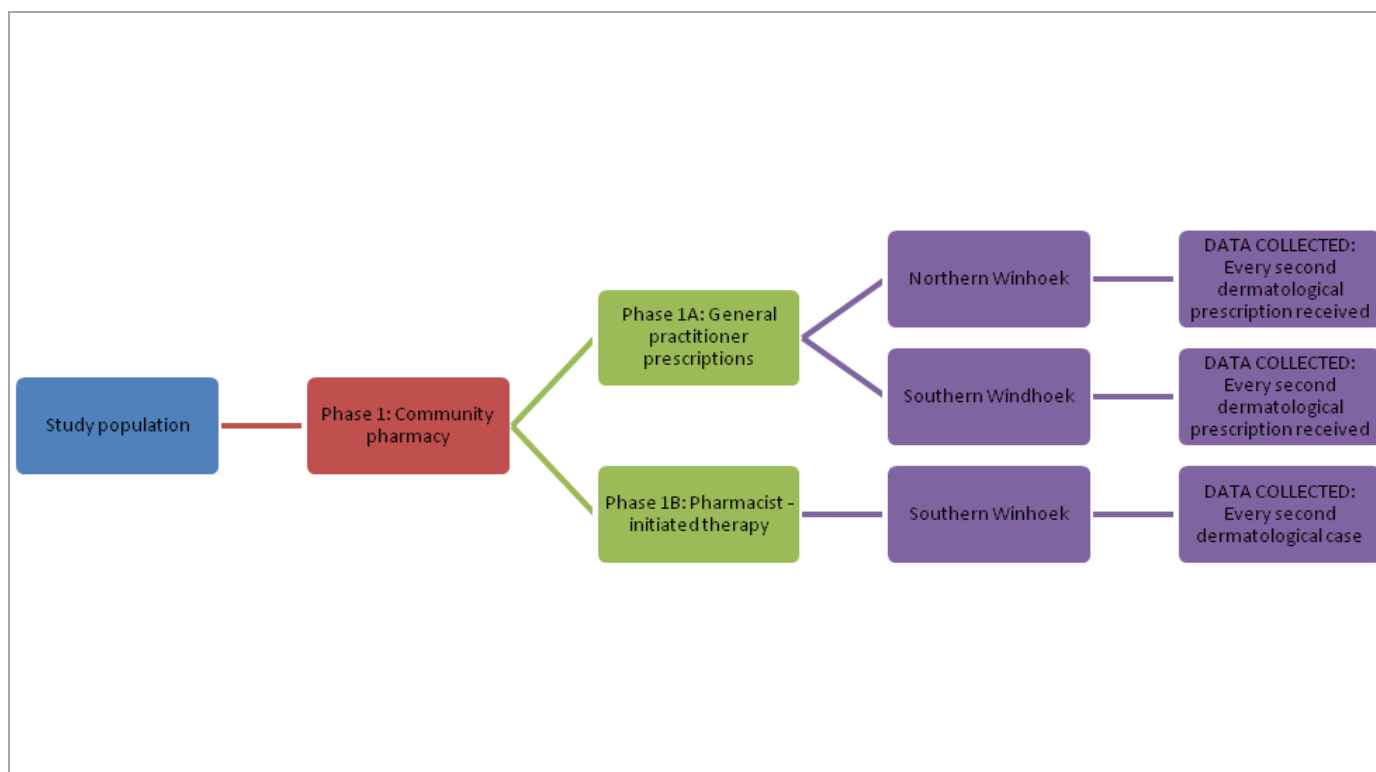 Study population
Phase 1: Community
pharmacy
Phase 1A: General
practitioner
prescriptions
Phase 1B: Pharmacist -
initiated therapy
Northern Winhoek
Southern Windhoek
Southern Winhoek
DATA COLLECTED:
Every second
dermatological
prescription received
DATA COLLECTED:
Every second
dermatological
prescription received
DATA COLLECTED:
Every second
dermatological case